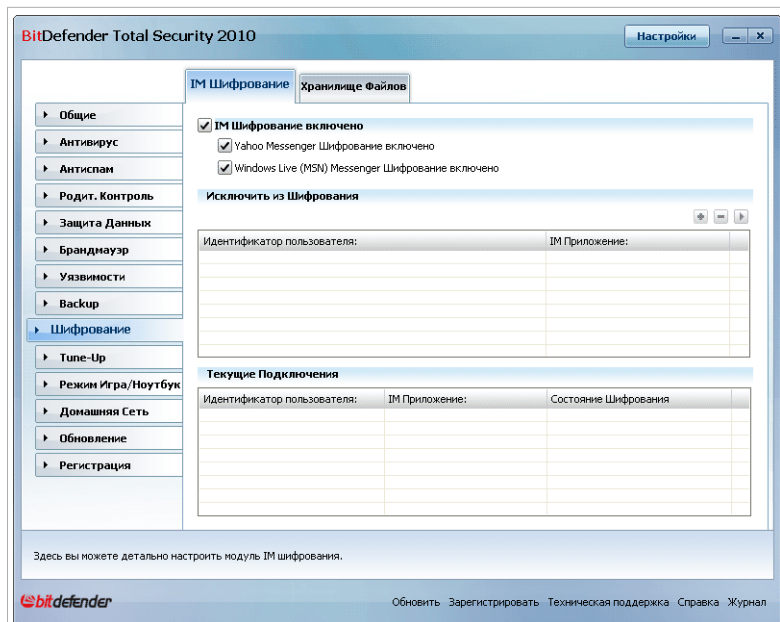 BitDefender Total Security 2010
Настройки
IM Шифрование
Хранилище Файлов
Общие
Антивирус
Антиспам
Родит. Контроль
Защита Данных
Брандмауэр
Уязвимости
Backup
Шифрование
Tune-Up
Режим Игра/Ноутбук
Домашняя Сеть
Обновление
Регистрация
IM Шифрование включено
Yahoo Messenger Шифрование включено
Windows Live (MSN) Messenger Шифрование включено
Исключить из Шифрования
Идентификатор пользователя: IM Приложение:
Текущие Подключения
Идентификатор пользователя: IM Приложение: Состояние Шифрования
Здесь вы можете детально настроить модуль IM шифрования.
bitdefender
Обновить Зарегистрировать Техническая поддержка Справка Журнал